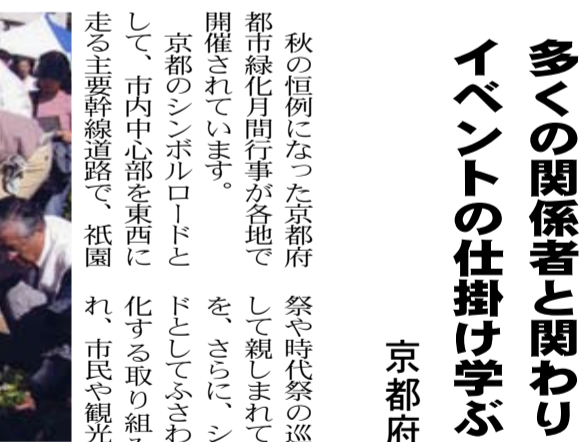 多くの関係者と関わり
イベントの仕掛け学ぶ
京都府
秋の恒例になった京都府
都市緑化月間行事が各地で
開催されています。
京都のシンボルロードと
して、市内中心部を東西に
走る主要幹線道路で、祇園
祭や時代祭の巡
して親しまれて
を、さらに、シ
ドとしてふさわ
化する取り組み
れ、市民や観光